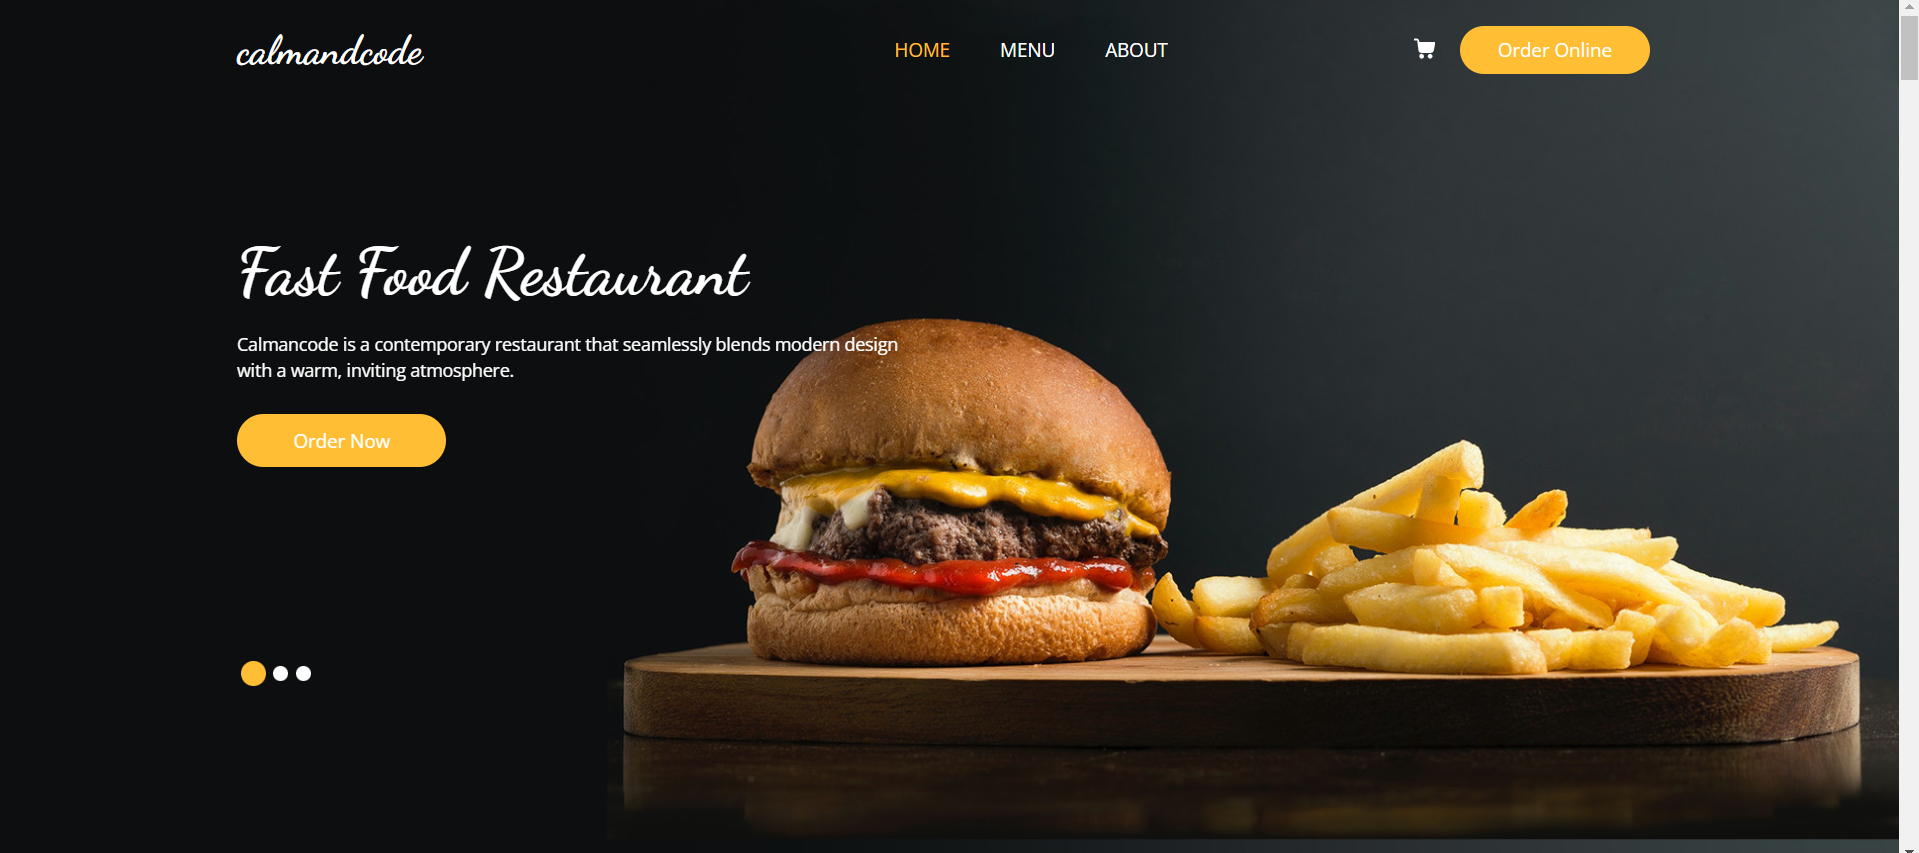 calmandcode
HOME
MENU
ABOUT
Order Online
Fast Food Restaurant
Calmancode is a contemporary restaurant that seamlessly blends modern design
with a warm, inviting atmosphere.
Order Now